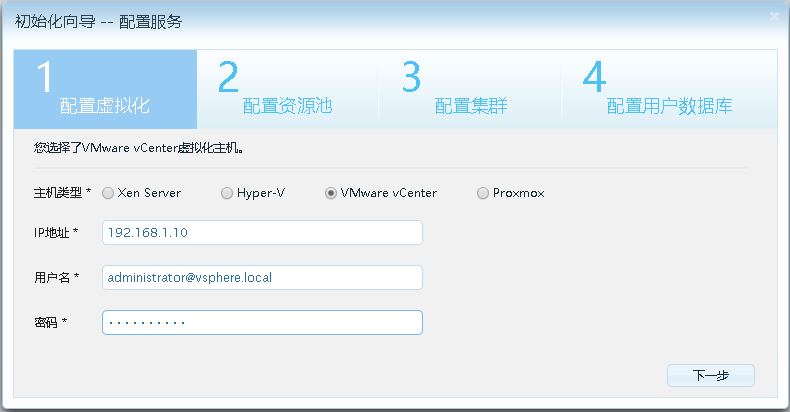 初始化向导 -- 配置服务
1 配置虚拟化 2 配置资源池 3 配置集群 4 配置用户数据库
您选择了VMware vCenter虚拟化主机。
主机类型 * Xen Server Hyper-V VMware vCenter Proxmox
IP地址 * 192.168.1.10
用户名 * administrator@vsphere.local
密码 * ··········
下一步